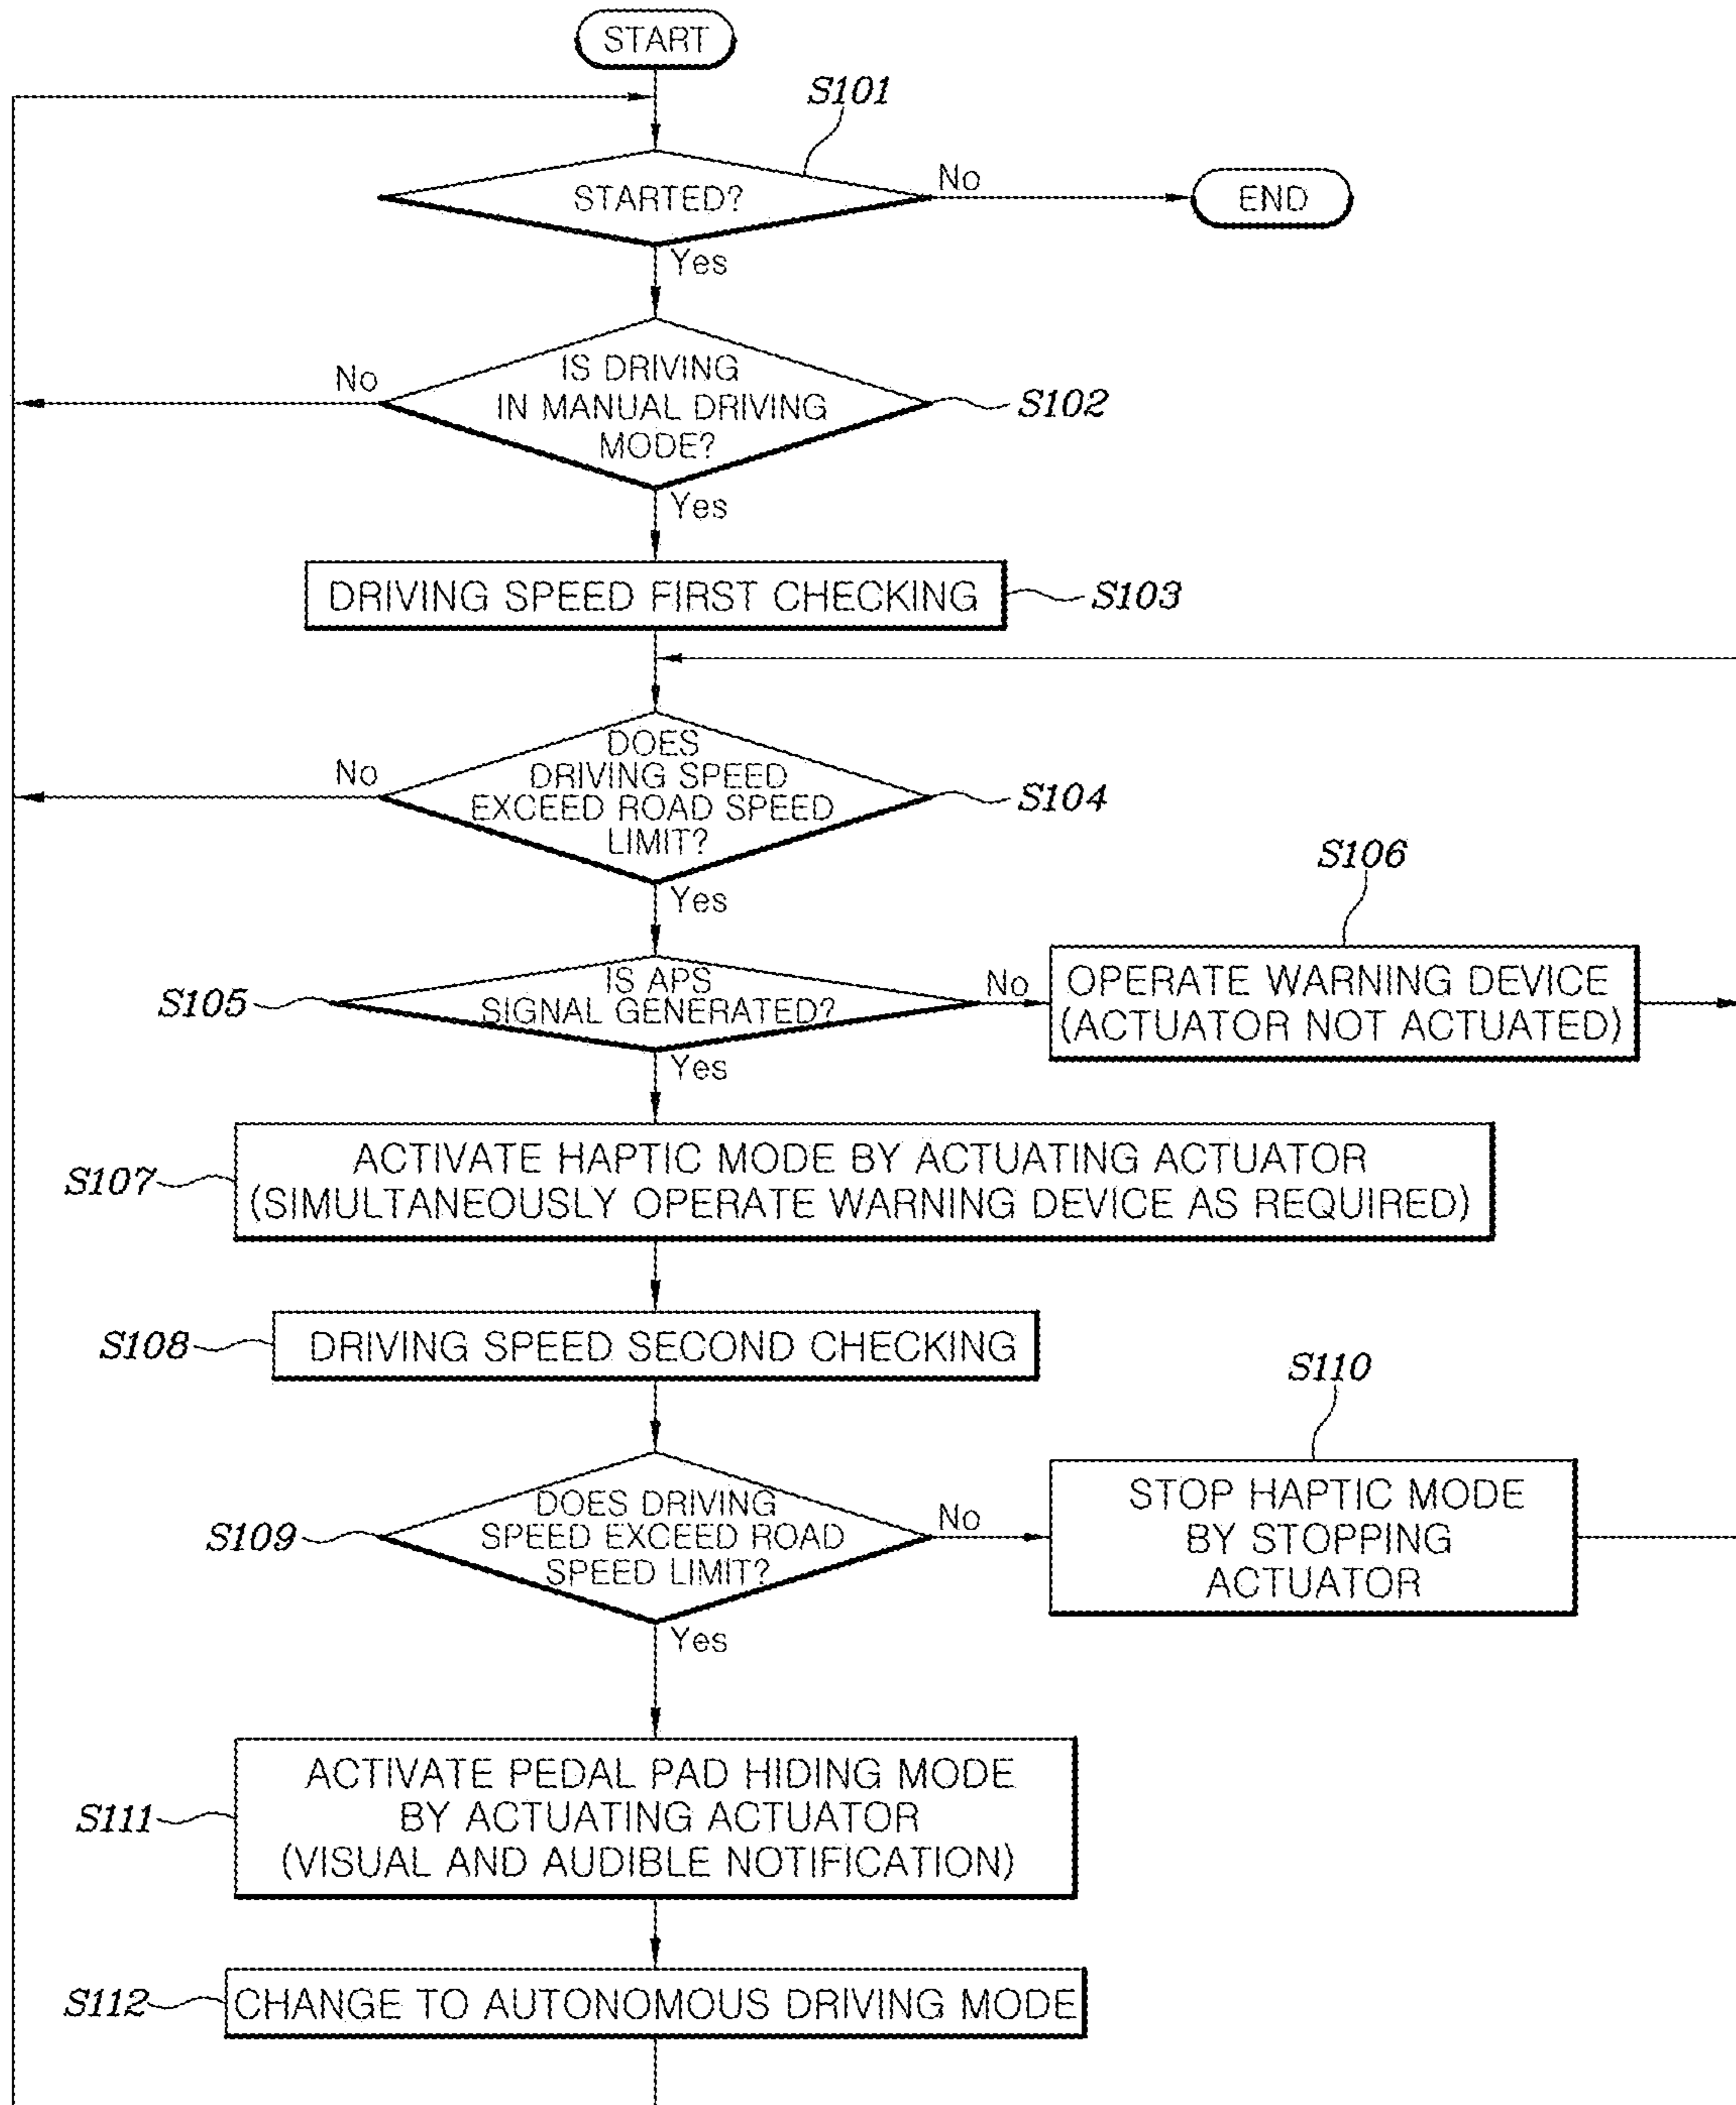 START
S101
STARTED?
No
END
Yes
IS DRIVING
IN MANUAL DRIVING
MODE?
No
S102
Yes
DRIVING SPEED FIRST CHECKING
S103
DOES
DRIVING SPEED
EXCEED ROAD SPEED
LIMIT?
No
S104
Yes
S106
IS APS
SIGNAL GENERATED?
S105
No
OPERATE WARNING DEVICE
(ACTUATOR NOT ACTUATED)
Yes
ACTIVATE HAPTIC MODE BY ACTUATING ACTUATOR
(SIMULTANEOUSLY OPERATE WARNING DEVICE AS REQUIRED)
S107
DRIVING SPEED SECOND CHECKING
S108
S110
DOES DRIVING
SPEED EXCEED ROAD
SPEED LIMIT?
S109
No
STOP HAPTIC MODE
BY STOPPING
ACTUATOR
Yes
ACTIVATE PEDAL PAD HIDING MODE
BY ACTUATING ACTUATOR
(VISUAL AND AUDIBLE NOTIFICATION)
S111
S112
CHANGE TO AUTONOMOUS DRIVING MODE